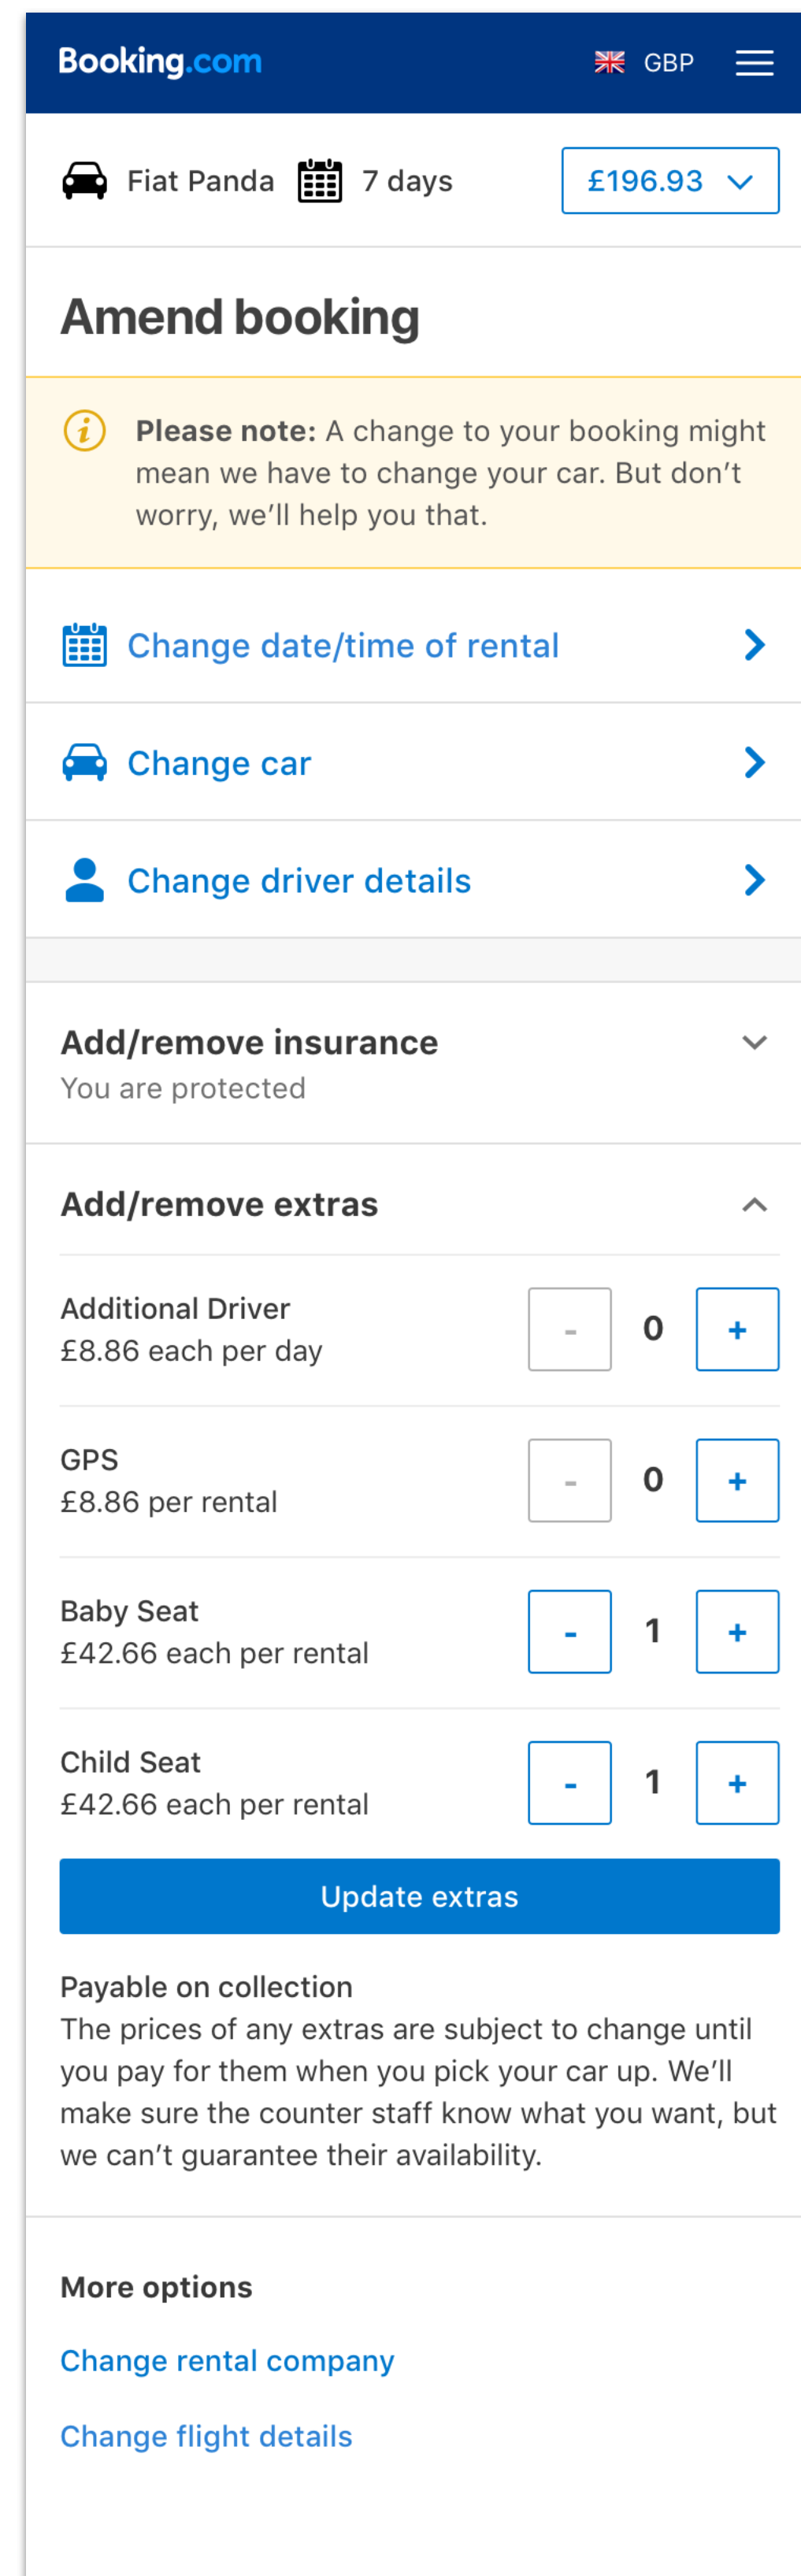 Booking.com
GBP
Fiat Panda
7 days
£196.93
Amend booking
Please note: A change to your booking might
mean we have to change your car. But don’t
worry, we’ll help you that.
Change date/time of rental
Change car
Change driver details
Add/remove insurance
You are protected
Add/remove extras
Additional Driver
£8.86 each per day
- 0 +
GPS
£8.86 per rental
- 0 +
Baby Seat
£42.66 each per rental
- 1 +
Child Seat
£42.66 each per rental
- 1 +
Update extras
Payable on collection
The prices of any extras are subject to change until
you pay for them when you pick your car up. We’ll
make sure the counter staff know what you want, but
we can’t guarantee their availability.
More options
Change rental company
Change flight details